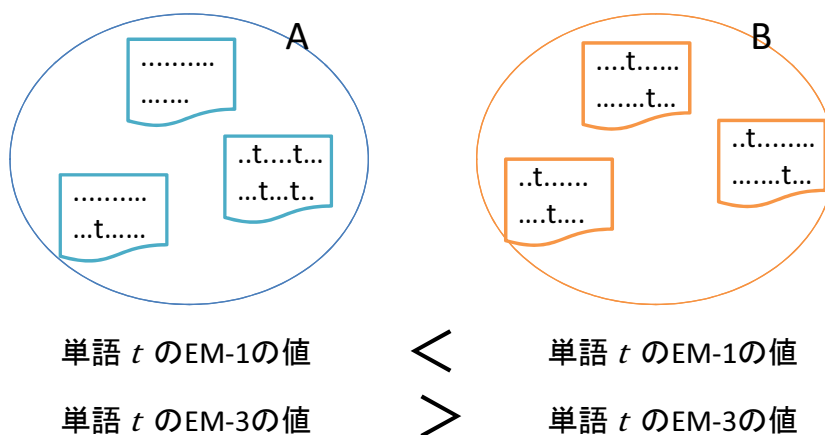 A
B
..........
.......
..t....t...
...t...t..
..........
...t......
....t......
.......t...
..t........
.......t...
..t......
....t....
単語 t のEM-1の値 < 単語 t のEM-1の値
単語 t のEM-3の値 > 単語 t のEM-3の値